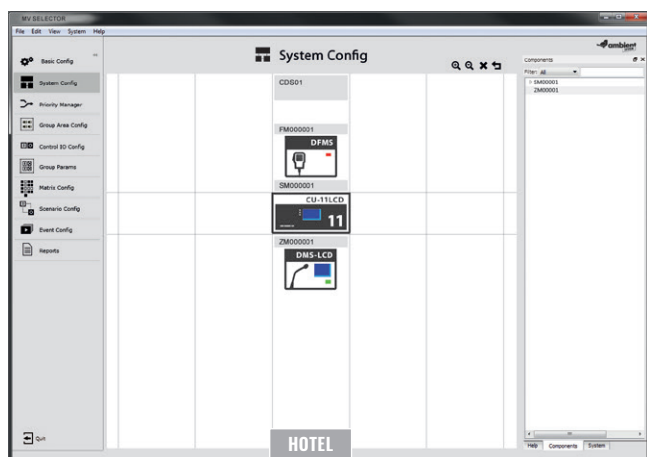 MV SELECTOR
File Edit View System Help
System Config
ambient
Basic Config
System Config
Priority Manager
Group Area Config
Control IO Config
Group Params
Matrix Config
Scenario Config
Event Config
Reports
Quit
CDS01
FM000001
DFMS
SM000001
CU-11LCD
11
ZM000001
DMS-LCD
HOTEL
Components
Filter: All
SM000001
ZM000001
Help Components System